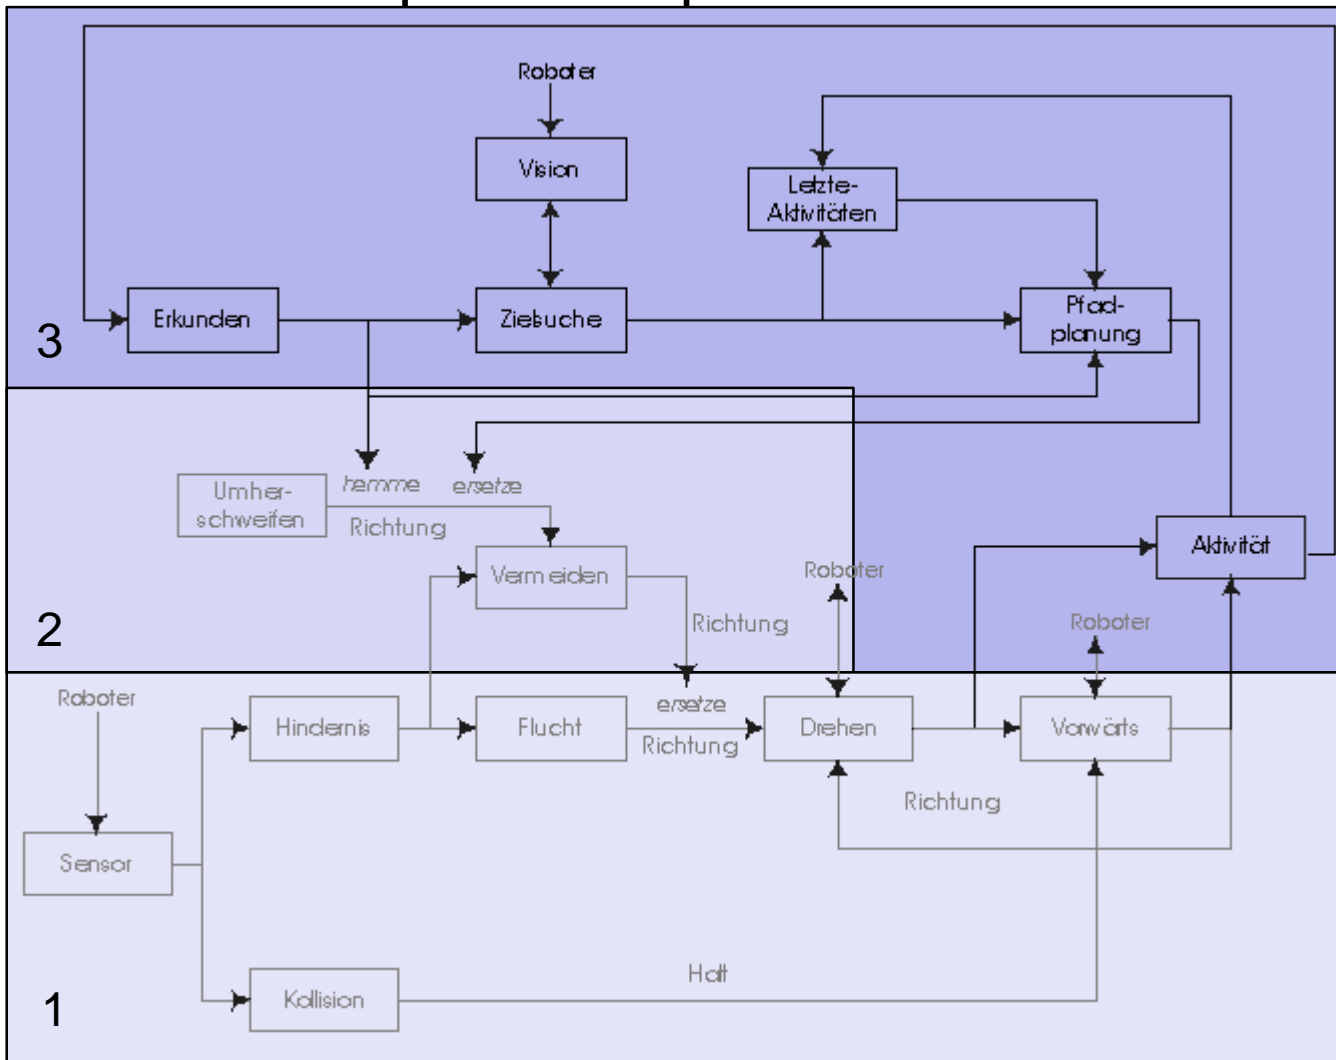 Roboter
Vision
Letzte-
Aktivitäten
Erkunden
Zielsuche
Pfad-
planung
3
Umher-
schweifen
hemme
ersetze
Richtung
Aktivität
Vermeiden
Roboter
Richtung
Roboter
2
Roboter
Hindernis
Flucht
ersetze
Richtung
Drehen
Vorwärts
Richtung
Sensor
Halt
Kollision
1